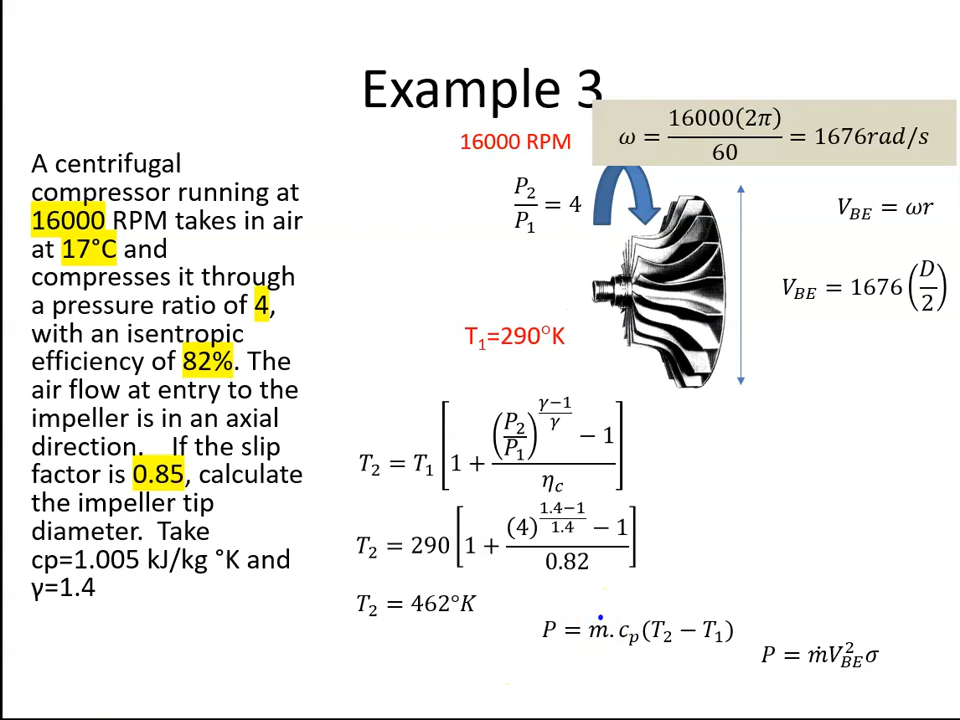 Example 3
A centrifugal
compressor running at
16000 RPM takes in air
at 17°C and
compresses it through
a pressure ratio of 4,
with an isentropic
efficiency of 82%. The
air flow at entry to the
impeller is in an axial
direction. If the slip
factor is 0.85, calculate
the impeller tip
diameter. Take
cp=1.005 kJ/kg °K and
γ=1.4
16000 RPM
ω = 16000(2π)/60 = 1676rad/s
P₂/P₁ = 4
V_BE = ωr
V_BE = 1676 (D/2)
T₁=290°K
T₂ = T₁ [1 + ((P₂/P₁)^((γ−1)/γ) − 1)/η_c]
T₂ = 290 [1 + ((4)^((1.4−1)/1.4) − 1)/0.82]
T₂ = 462°K
P = ṁ. c_p(T₂ − T₁)
P = ṁV_BE²σ